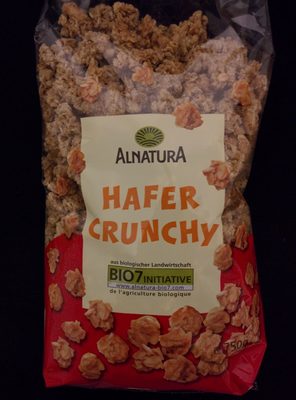 ALNATURA
HAFER
CRUNCHY
aus biologischer Landwirtschaft
BIO7 INITIATIVE
www.alnatura-bio7.com
de l'agriculture biologique
750g